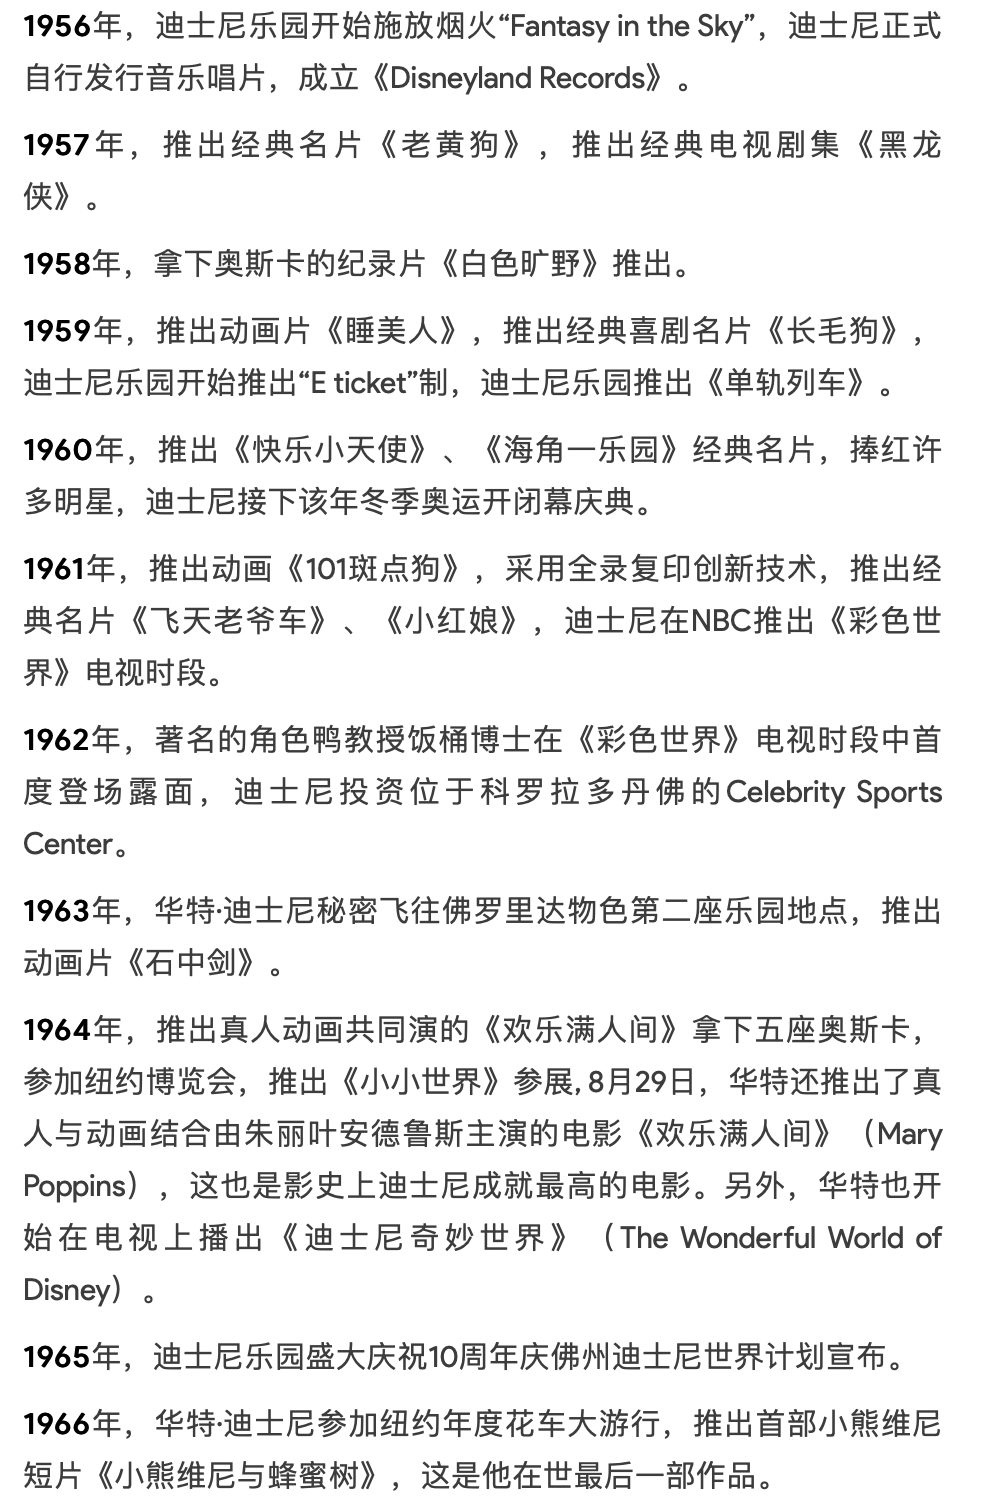 1956年，迪士尼乐园开始施放烟火“Fantasy in the Sky”，迪士尼正式
自行发行音乐唱片，成立《Disneyland Records》。
1957年，推出经典名片《老黄狗》，推出经典电视剧集《黑龙
侠》。
1958年，拿下奥斯卡的纪录片《白色旷野》推出。
1959年，推出动画片《睡美人》，推出经典喜剧名片《长毛狗》，
迪士尼乐园开始推出“E ticket”制，迪士尼乐园推出《单轨列车》。
1960年，推出《快乐小天使》、《海角一乐园》经典名片，捧红许
多明星，迪士尼接下该年冬季奥运开闭幕庆典。
1961年，推出动画《101斑点狗》，采用全录复印创新技术，推出经
典名片《飞天老爷车》、《小红娘》，迪士尼在NBC推出《彩色世
界》电视时段。
1962年，著名的角色鸭教授饭桶博士在《彩色世界》电视时段中首
度登场露面，迪士尼投资位于科罗拉多丹佛的Celebrity Sports
Center。
1963年，华特·迪士尼秘密飞往佛罗里达物色第二座乐园地点，推出
动画片《石中剑》。
1964年，推出真人动画共同演的《欢乐满人间》拿下五座奥斯卡，
参加纽约博览会，推出《小小世界》参展,8月29日，华特还推出了真
人与动画结合由朱丽叶安德鲁斯主演的电影《欢乐满人间》（Mary
Poppins），这也是影史上迪士尼成就最高的电影。另外，华特也开
始在电视上播出《迪士尼奇妙世界》（The Wonderful World of
Disney）。
1965年，迪士尼乐园盛大庆祝10周年庆佛州迪士尼世界计划宣布。
1966年，华特·迪士尼参加纽约年度花车大游行，推出首部小熊维尼
短片《小熊维尼与蜂蜜树》，这是他在世最后一部作品。